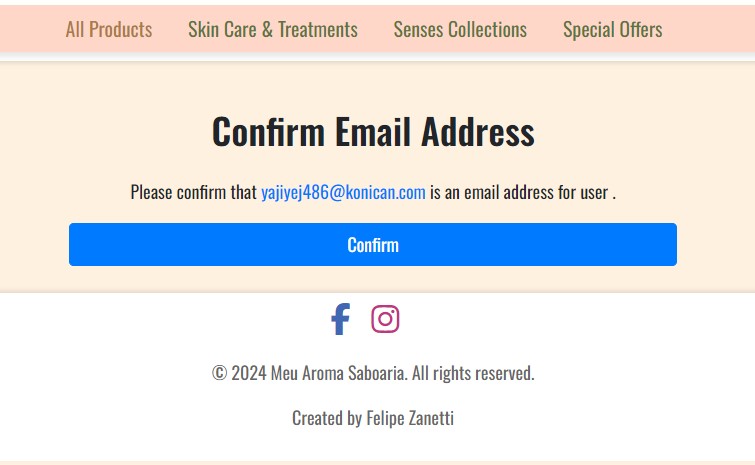 All Products Skin Care & Treatments Senses Collections Special Offers
Confirm Email Address
Please confirm that yajiyej486@konican.com is an email address for user .
Confirm
© 2024 Meu Aroma Saboaria. All rights reserved.
Created by Felipe Zanetti